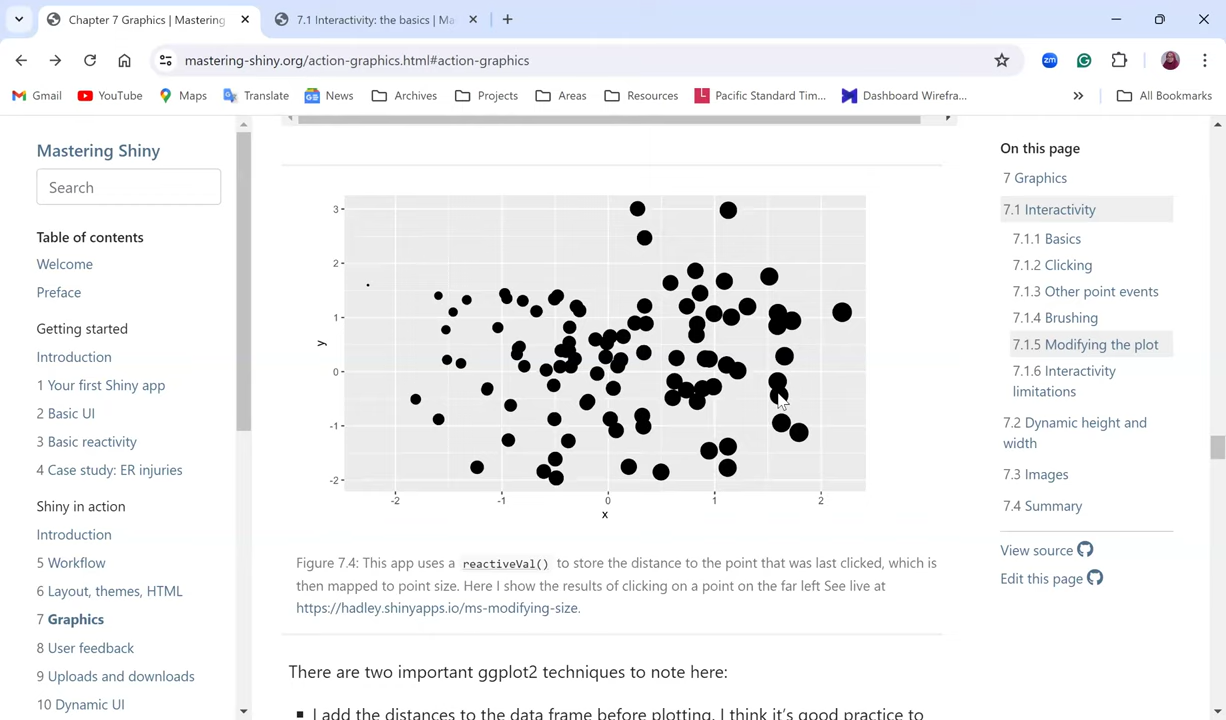 Chapter 7 Graphics | Mastering
7.1 Interactivity: the basics | Ma
mastering-shiny.org/action-graphics.html#action-graphics
Gmail
YouTube
Maps
Translate
News
Archives
Projects
Areas
Resources
Pacific Standard Tim...
Dashboard Wirefra...
All Bookmarks
Mastering Shiny
Search
Table of contents
Welcome
Preface
Getting started
Introduction
1 Your first Shiny app
2 Basic UI
3 Basic reactivity
4 Case study: ER injuries
Shiny in action
Introduction
5 Workflow
6 Layout, themes, HTML
7 Graphics
8 User feedback
9 Uploads and downloads
10 Dynamic UI
3
2
1
0
-1
-2
y
-2 -1 0 1 2
x
Figure 7.4: This app uses a reactiveVal() to store the distance to the point that was last clicked, which is
then mapped to point size. Here I show the results of clicking on a point on the far left See live at
https://hadley.shinyapps.io/ms-modifying-size.
There are two important ggplot2 techniques to note here:
I add the distances to the data frame before plotting. I think it's good practice to
On this page
7 Graphics
7.1 Interactivity
7.1.1 Basics
7.1.2 Clicking
7.1.3 Other point events
7.1.4 Brushing
7.1.5 Modifying the plot
7.1.6 Interactivity
limitations
7.2 Dynamic height and
width
7.3 Images
7.4 Summary
View source
Edit this page
zm